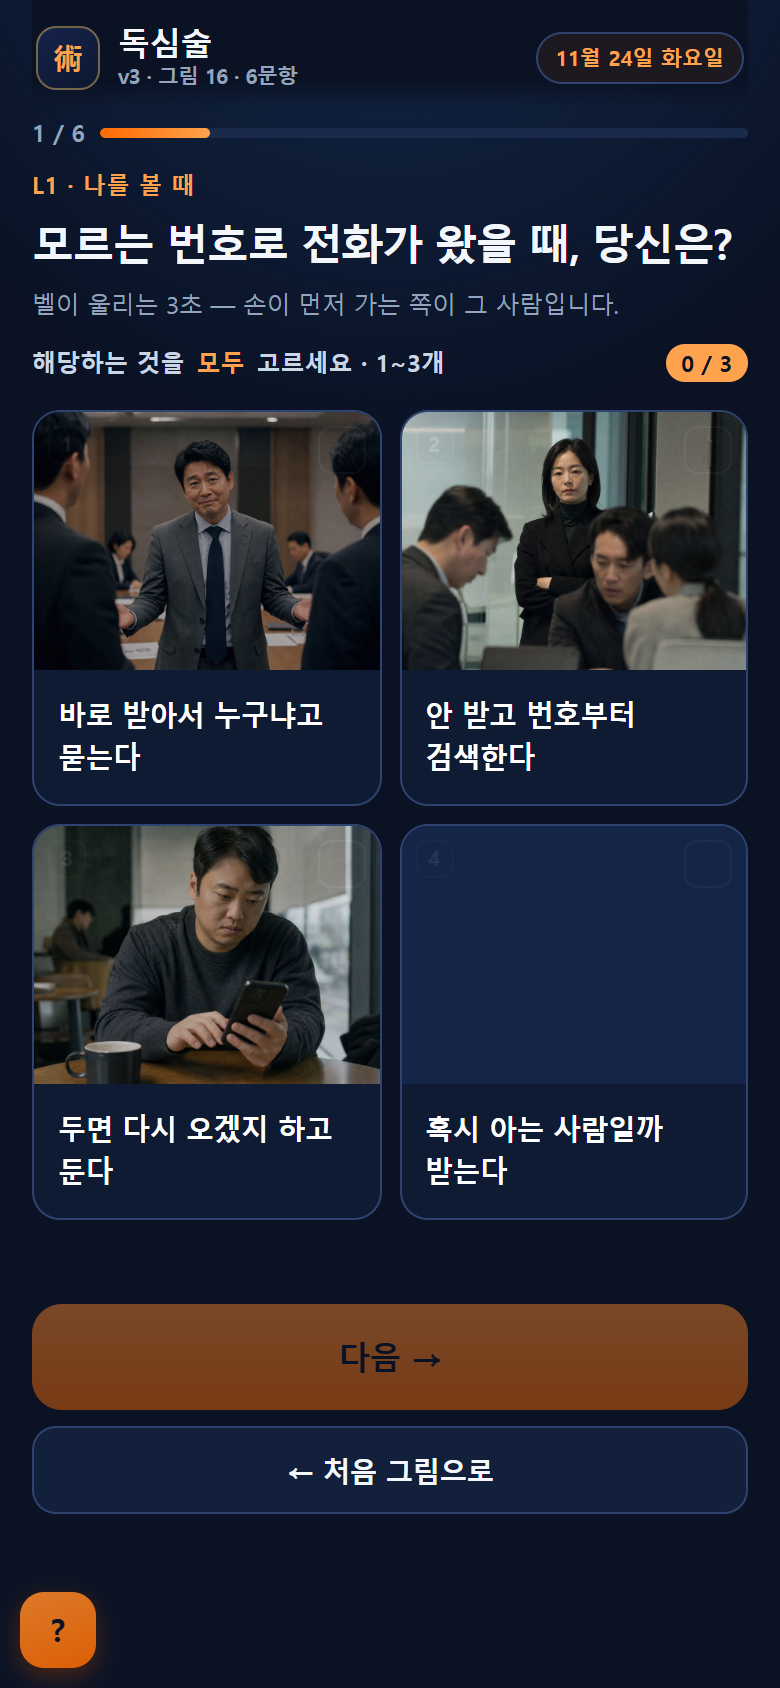 術
독심술
v3 · 그림 16 · 6문항
11월 24일 화요일
1 / 6
L1 · 나를 볼 때
모르는 번호로 전화가 왔을 때, 당신은?
벨이 울리는 3초 — 손이 먼저 가는 쪽이 그 사람입니다.
해당하는 것을 모두 고르세요 · 1~3개
0 / 3
1
2
바로 받아서 누구냐고
묻는다
안 받고 번호부터
검색한다
3
4
두면 다시 오겠지 하고
둔다
혹시 아는 사람일까
받는다
다음 →
← 처음 그림으로
?